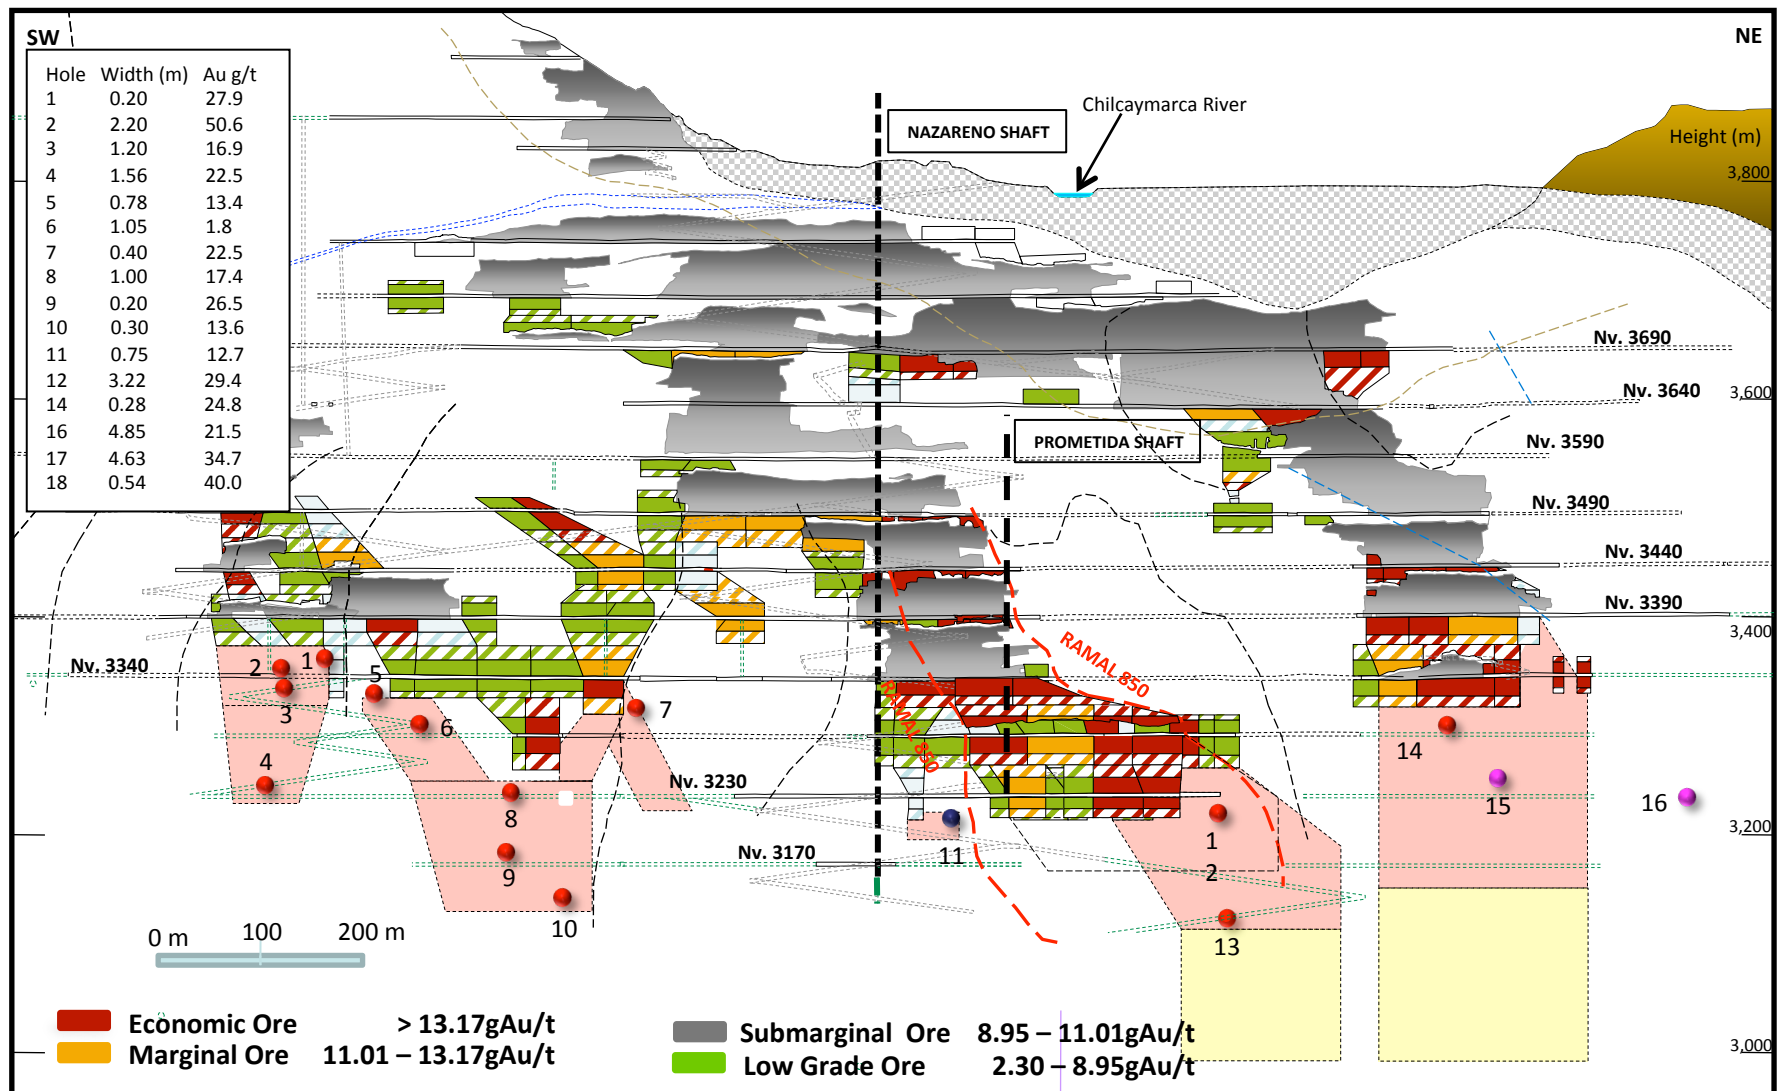 SW
NE
Hole Width (m) Au g/t
1 0.20 27.9
2 2.20 50.6
3 1.20 16.9
4 1.56 22.5
5 0.78 13.4
6 1.05 1.8
7 0.40 22.5
8 1.00 17.4
9 0.20 26.5
10 0.30 13.6
11 0.75 12.7
12 3.22 29.4
14 0.28 24.8
16 4.85 21.5
17 4.63 34.7
18 0.54 40.0
NAZARENO SHAFT
Chilcaymarca River
Height (m)
3,800
Nv. 3690
Nv. 3640
3,600
PROMETIDA SHAFT
Nv. 3590
Nv. 3490
Nv. 3440
Nv. 3390
3,400
Nv. 3340
2
1
3
4
5
6
7
RAMAL 850
RAMAL 850
Nv. 3230
8
9
10
11
Nv. 3170
1
2
13
14
15
16
3,200
3,000
0 m 100 200 m
Economic Ore > 13.17gAu/t
Marginal Ore 11.01 – 13.17gAu/t
Submarginal Ore 8.95 – 11.01gAu/t
Low Grade Ore 2.30 – 8.95gAu/t